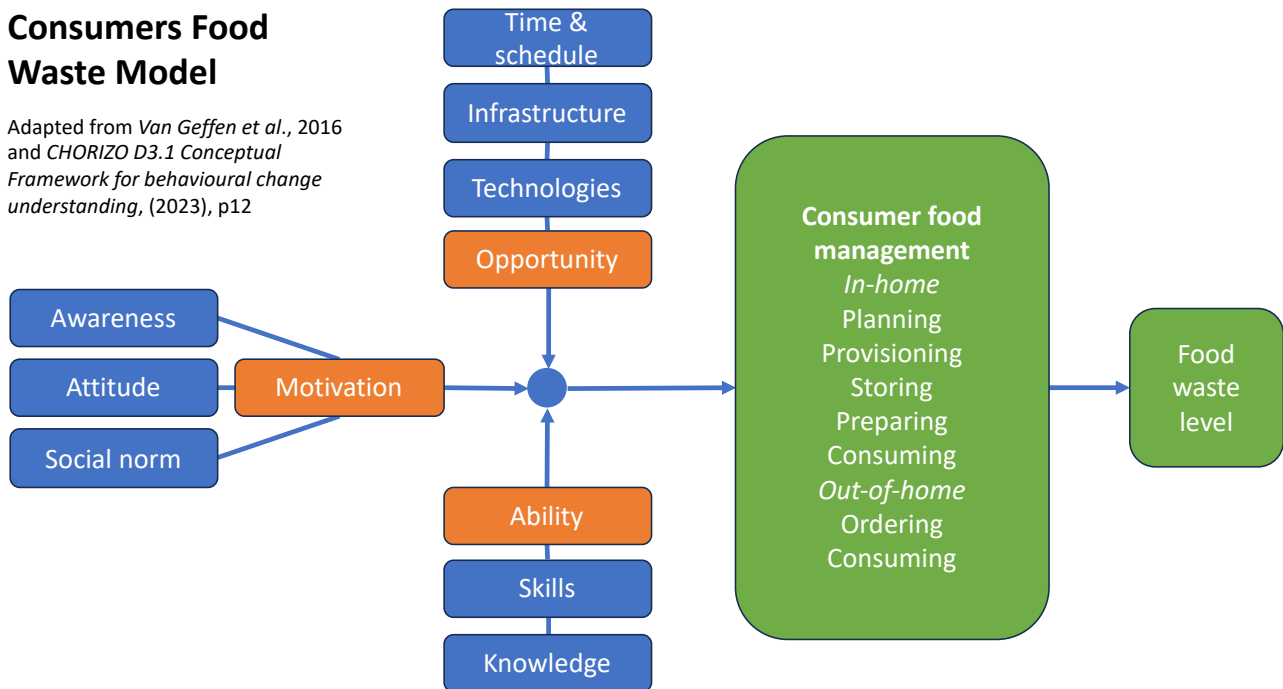 Consumers Food
Waste Model
Adapted from Van Geffen et al., 2016
and CHORIZO D3.1 Conceptual
Framework for behavioural change
understanding, (2023), p12
Time &
schedule
Infrastructure
Technologies
Opportunity
Awareness
Attitude
Social norm
Motivation
Ability
Skills
Knowledge
Consumer food
management
In-home
Planning
Provisioning
Storing
Preparing
Consuming
Out-of-home
Ordering
Consuming
Food
waste
level